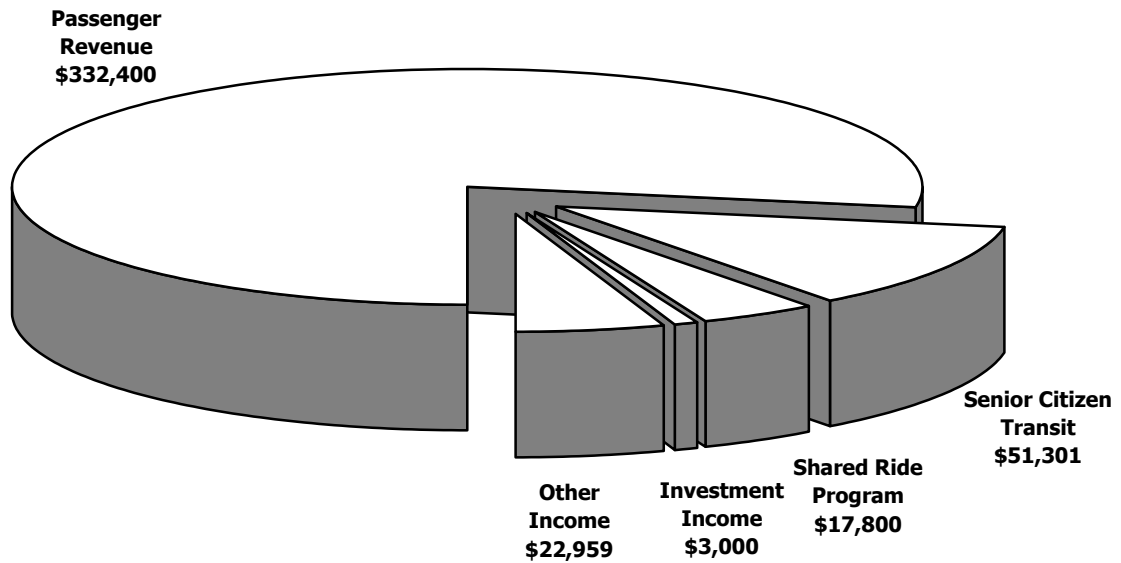 Passenger
Revenue
$332,400
Senior Citizen
Transit
$51,301
Shared Ride
Program
$17,800
Investment
Income
$3,000
Other
Income
$22,959